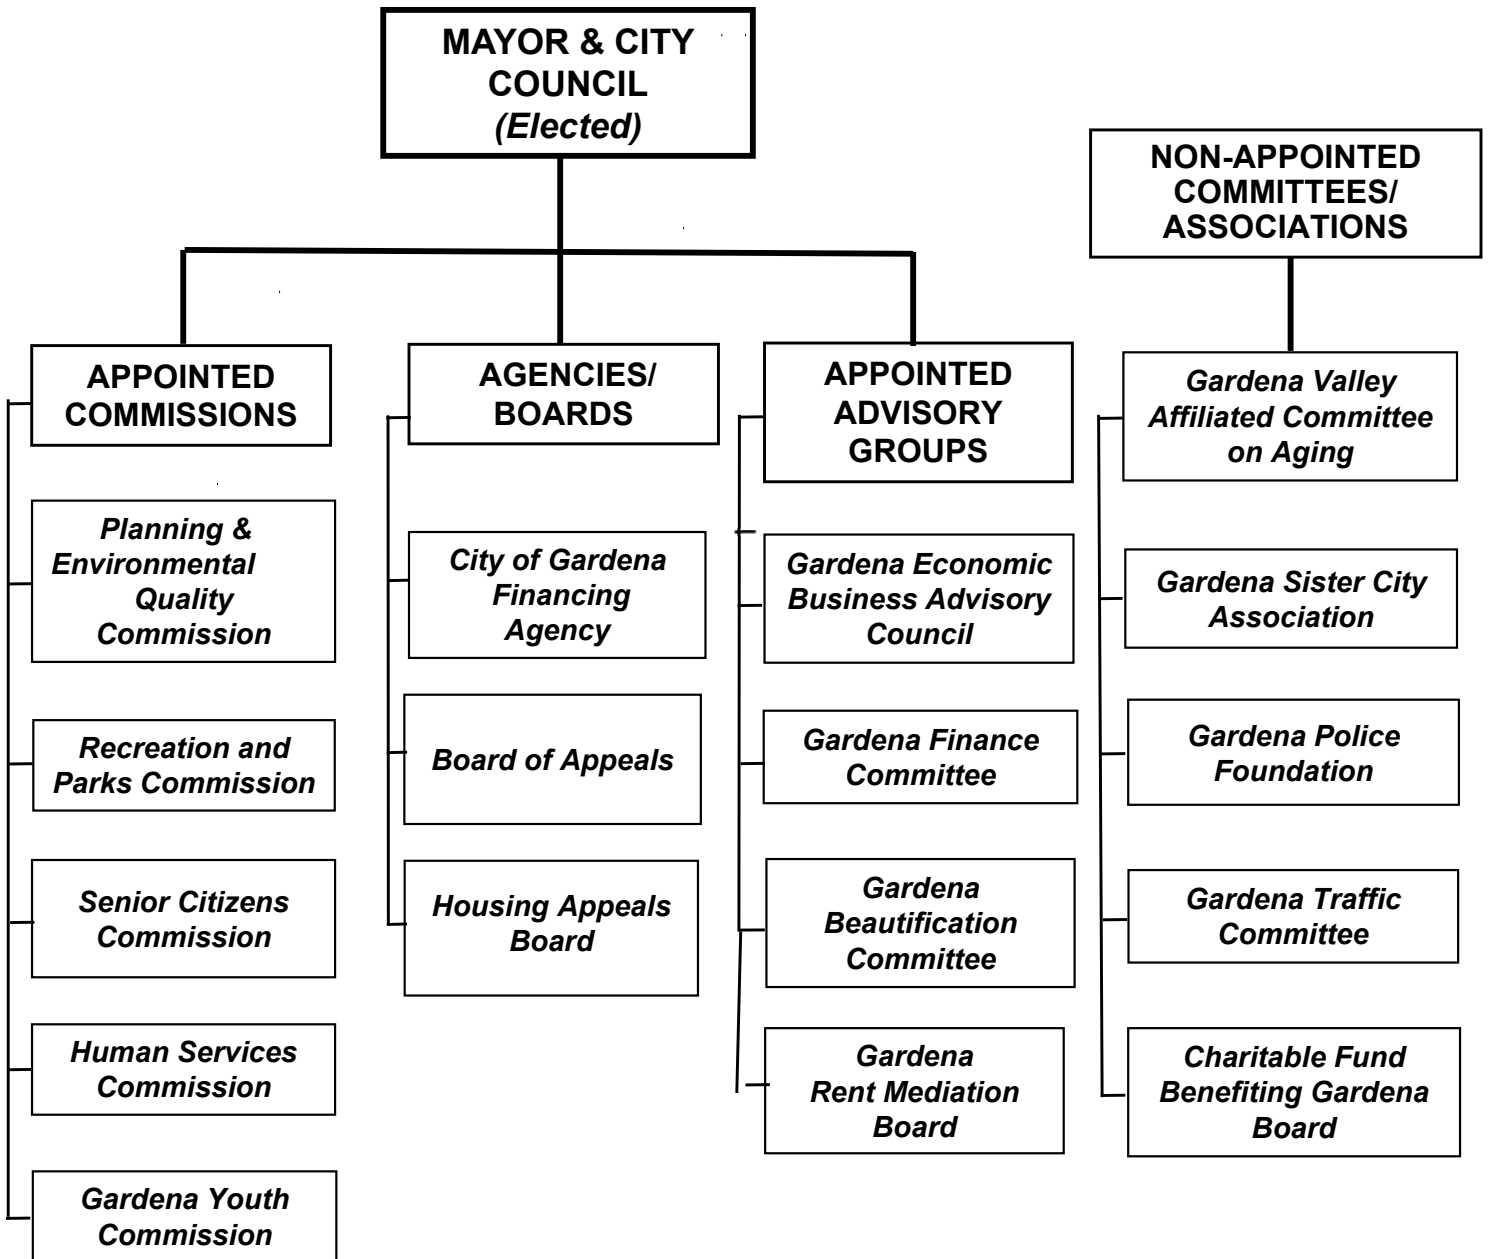 MAYOR & CITY
COUNCIL
(Elected)
NON-APPOINTED
COMMITTEES/
ASSOCIATIONS
APPOINTED
COMMISSIONS
Planning &
Environmental
Quality
Commission
Recreation and
Parks Commission
Senior Citizens
Commission
Human Services
Commission
Gardena Youth
Commission
AGENCIES/
BOARDS
City of Gardena
Financing
Agency
Board of Appeals
Housing Appeals
Board
APPOINTED
ADVISORY
GROUPS
Gardena Economic
Business Advisory
Council
Gardena Finance
Committee
Gardena
Beautification
Committee
Gardena
Rent Mediation
Board
Gardena Valley
Affiliated Committee
on Aging
Gardena Sister City
Association
Gardena Police
Foundation
Gardena Traffic
Committee
Charitable Fund
Benefiting Gardena
Board